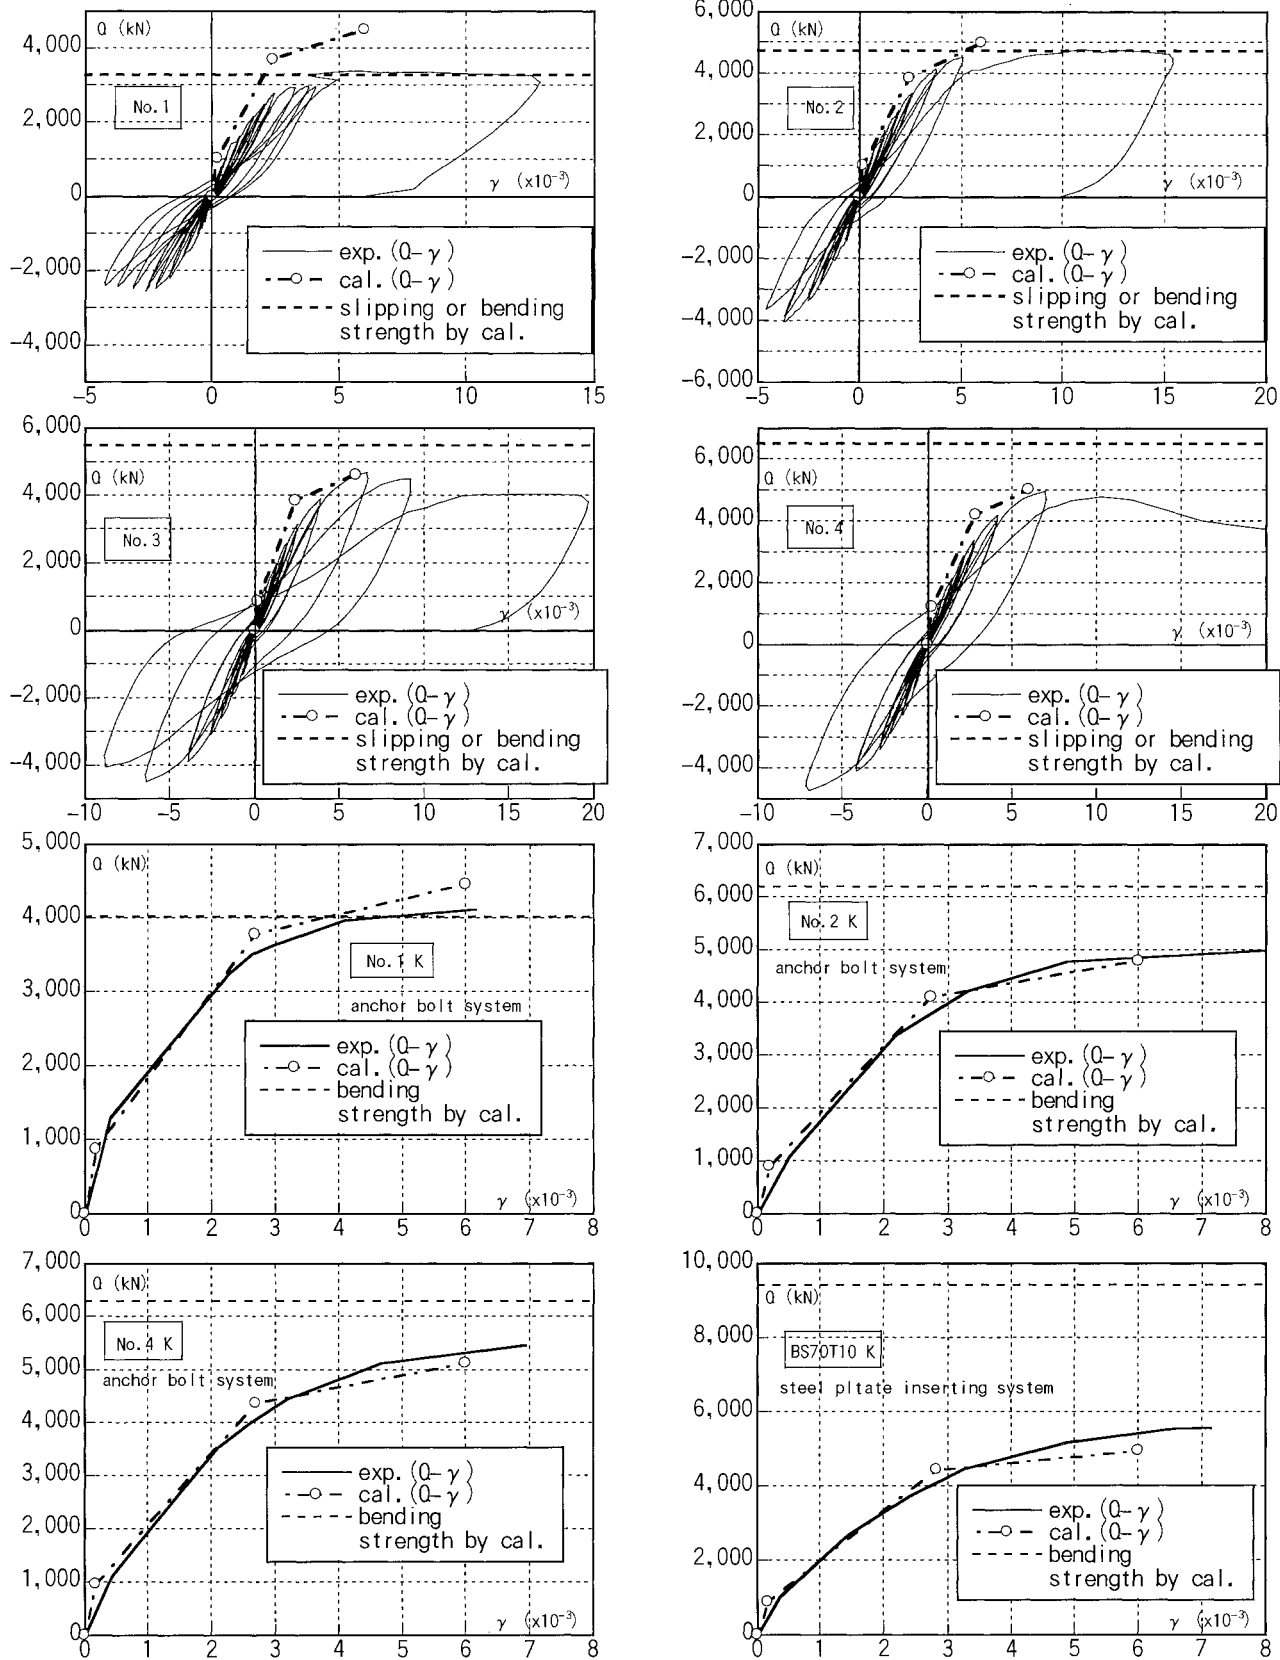 Q (kN)
4,000
2,000
0
-2,000
-4,000
No.1
γ (x10-3)
exp.(Q-γ)
cal.(Q-γ)
slipping or bending
strength by cal.
-5 0 5 10 15
6,000
Q (kN)
4,000
2,000
0
-2,000
-4,000
-6,000
No.2
γ (x10-3)
exp.(Q-γ)
cal.(Q-γ)
slipping or bending
strength by cal.
-5 0 5 10 15 20
6,000
Q (kN)
4,000
2,000
0
-2,000
-4,000
No.3
γ (x10-3)
exp.(Q-γ)
cal.(Q-γ)
slipping or bending
strength by cal.
-10 -5 0 5 10 15 20
6,000
Q (kN)
4,000
2,000
0
-2,000
-4,000
No.4
γ (x10-3)
exp.(Q-γ)
cal.(Q-γ)
slipping or bending
strength by cal.
-10 -5 0 5 10 15 20
5,000
Q (kN)
4,000
3,000
2,000
1,000
0
No.1 K
anchor bolt system
exp.(Q-γ)
cal.(Q-γ)
bending
strength by cal.
γ (x10-3)
0 1 2 3 4 5 6 7 8
7,000
Q (kN)
6,000
5,000
4,000
3,000
2,000
1,000
0
No.2 K
anchor bolt system
exp.(Q-γ)
cal.(Q-γ)
bending
strength by cal.
γ (x10-3)
0 1 2 3 4 5 6 7 8
7,000
Q (kN)
6,000
5,000
4,000
3,000
2,000
1,000
0
No.4 K
anchor bolt system
exp.(Q-γ)
cal.(Q-γ)
bending
strength by cal.
γ (x10-3)
0 1 2 3 4 5 6 7 8
10,000
Q (kN)
8,000
6,000
4,000
2,000
0
BS70T10 K
steel pltate inserting system
exp.(Q-γ)
cal.(Q-γ)
bending
strength by cal.
γ (x10-3)
0 1 2 3 4 5 6 7 8